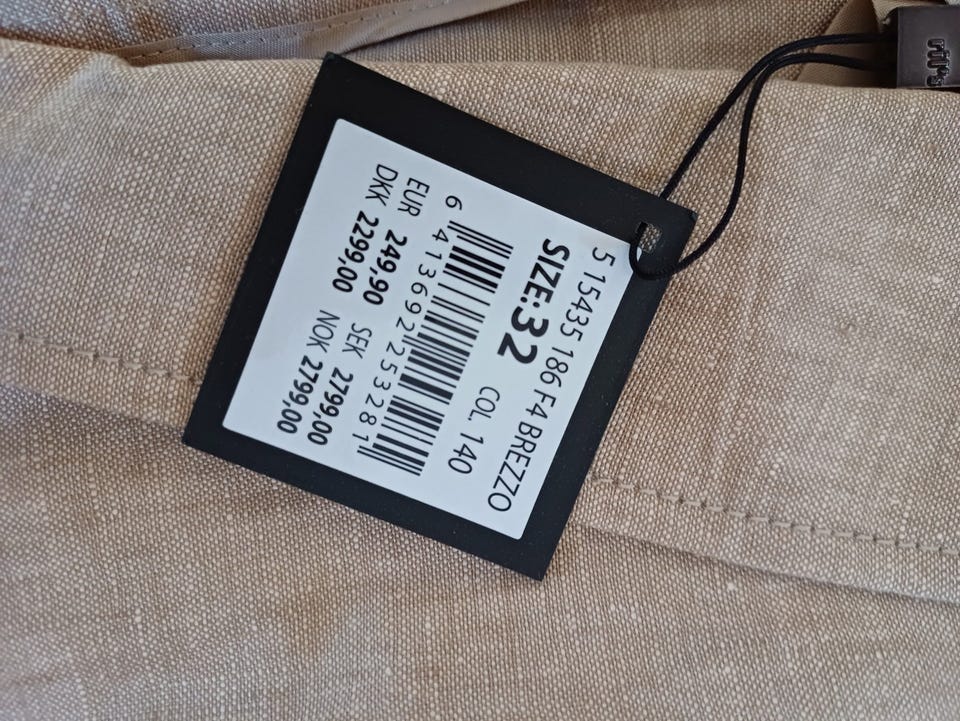 5 15435 186 F4 BREZZO
SIZE:32 COL. 140
6 413692 253281
EUR 249,90 SEK 2799,00
DKK 2299,00 NOK 2799,00
ril's